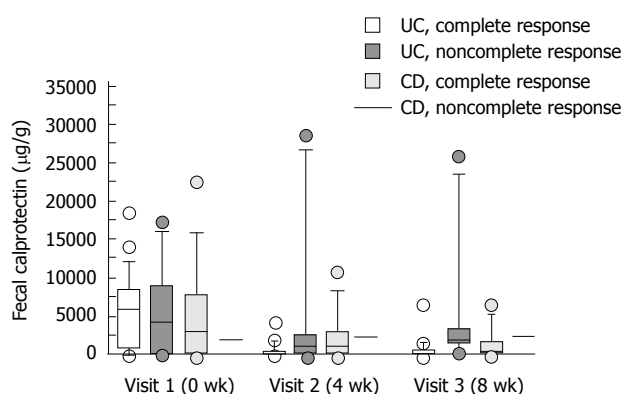 UC, complete response
UC, noncomplete response
CD, complete response
CD, noncomplete response
Fecal calprotectin (μg/g)
35000
30000
25000
20000
15000
10000
5000
0
Visit 1 (0 wk) Visit 2 (4 wk) Visit 3 (8 wk)